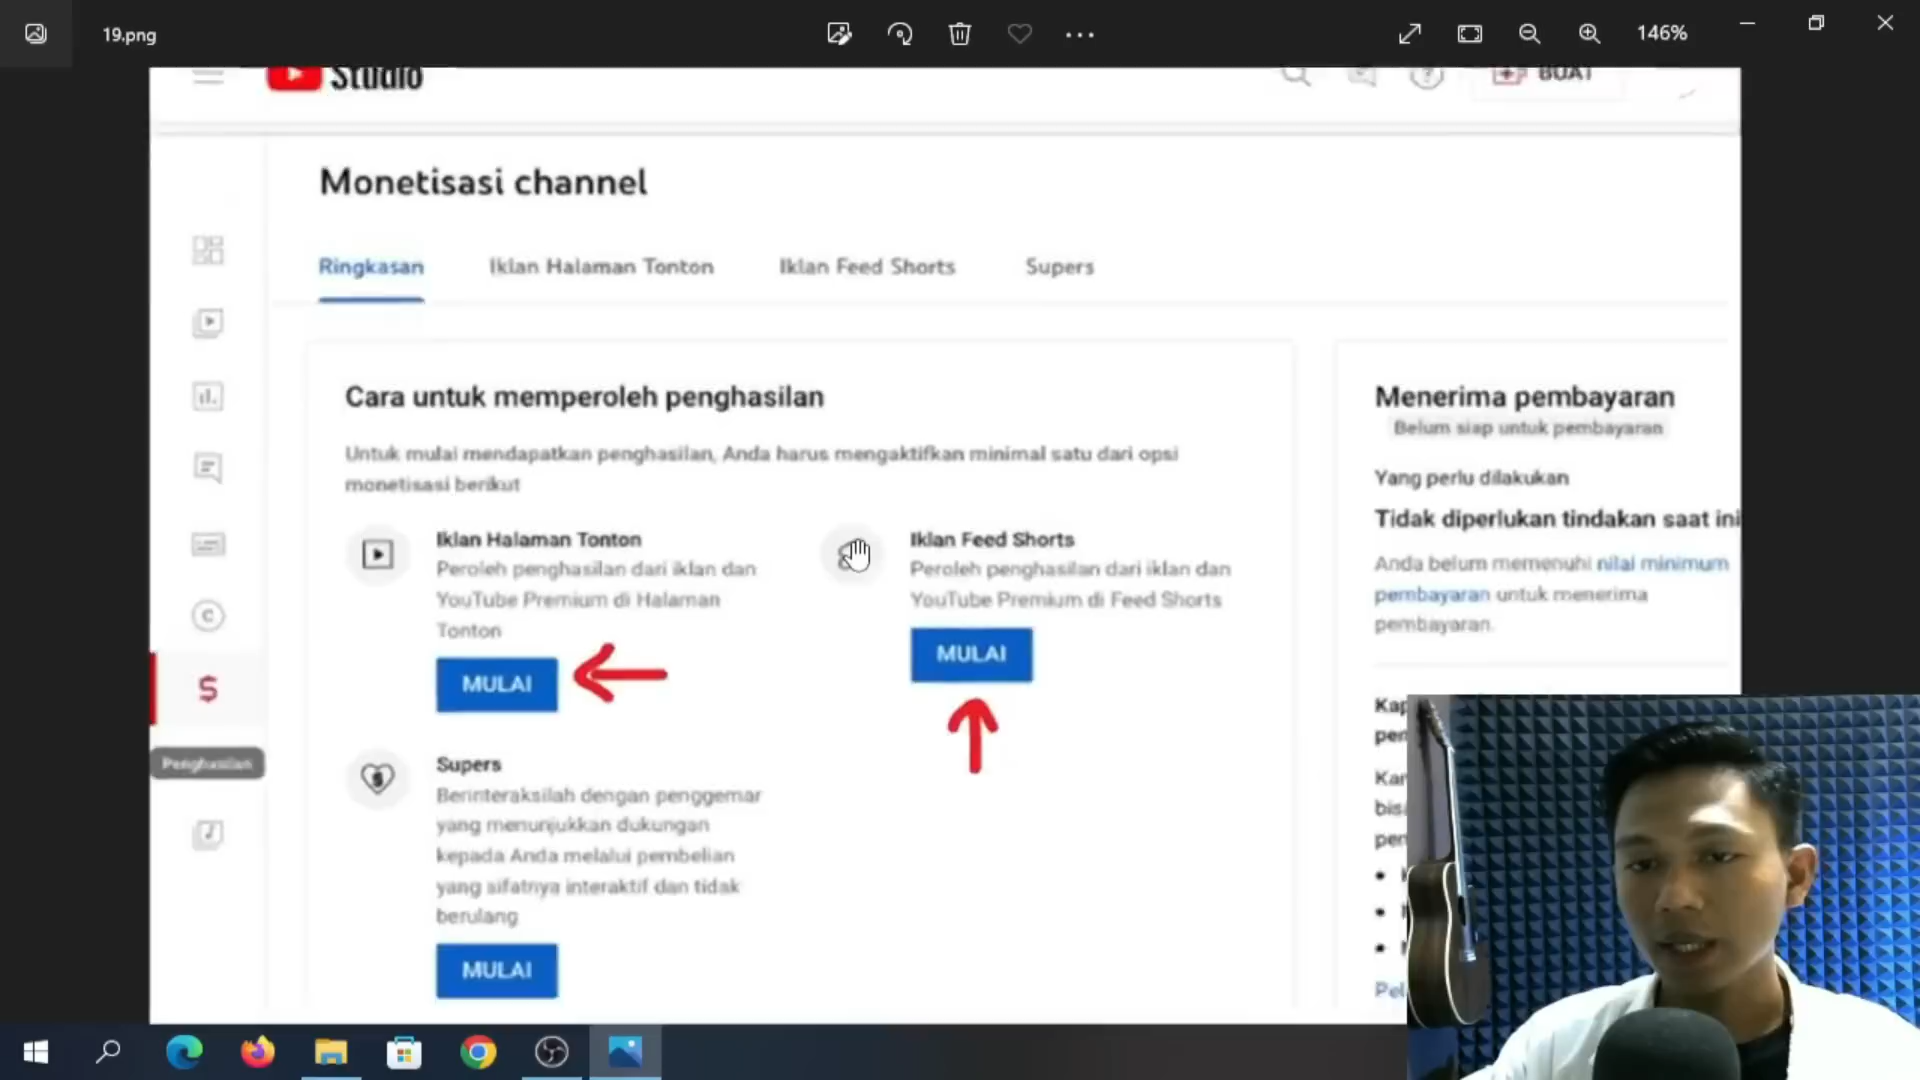 19.png
146%
Studio
BUAT
Monetisasi channel
Ringkasan
Iklan Halaman Tonton
Iklan Feed Shorts
Supers
Cara untuk memperoleh penghasilan
Untuk mulai mendapatkan penghasilan, Anda harus mengaktifkan minimal satu dari opsi
monetisasi berikut
Iklan Halaman Tonton
Peroleh penghasilan dari iklan dan
YouTube Premium di Halaman
Tonton
MULAI
Iklan Feed Shorts
Peroleh penghasilan dari iklan dan
YouTube Premium di Feed Shorts
MULAI
Supers
Berinteraksilah dengan penggemar
yang menunjukkan dukungan
kepada Anda melalui pembelian
yang sifatnya interaktif dan tidak
berulang
MULAI
Menerima pembayaran
Belum siap untuk pembayaran
Yang perlu dilakukan
Tidak diperlukan tindakan saat ini
Anda belum memenuhi nilai minimum
pembayaran untuk menerima
pembayaran.
Penghasilan